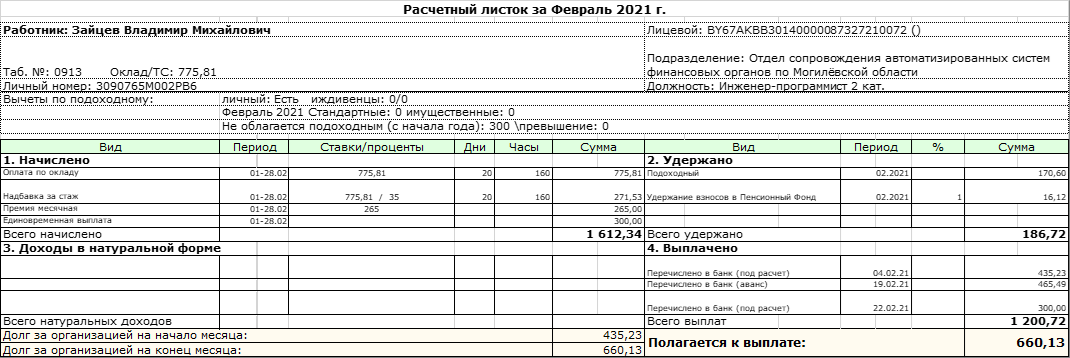 Расчетный листок за Февраль 2021 г.
Работник: Зайцев Владимир Михайлович Лицевой: BY67AKBB30140000087327210072 ()
Таб. №: 0913 Оклад/ТС: 775,81 Подразделение: Отдел сопровождения автоматизированных систем финансовых органов по Могилёвской области
Личный номер: 3090765M002PB6 Должность: Инженер-программист 2 кат.
Вычеты по подоходному: личный: Есть иждивенцы: 0/0
Февраль 2021 Стандартные: 0 имущественные: 0
Не облагается подоходным (с начала года): 300 \превышение: 0
Вид Период Ставки/проценты Дни Часы Сумма Вид Период % Сумма
1. Начислено 2. Удержано
Оплата по окладу 01-28.02 775,81 20 160 775,81 Подоходный 02.2021 170,60
Надбавка за стаж 01-28.02 775,81 / 35 20 160 271,53 Удержание взносов в Пенсионный Фонд 02.2021 1 16,12
Премия месячная 01-28.02 265 265,00
Единовременная выплата 01-28.02 300,00
Всего начислено 1 612,34 Всего удержано 186,72
3. Доходы в натуральной форме 4. Выплачено
Перечислено в банк (под расчет) 04.02.21 435,23
Перечислено в банк (аванс) 19.02.21 465,49
Перечислено в банк (под расчет) 22.02.21 300,00
Всего натуральных доходов Всего выплат 1 200,72
Долг за организацией на начало месяца: 435,23 Полагается к выплате: 660,13
Долг за организацией на конец месяца: 660,13